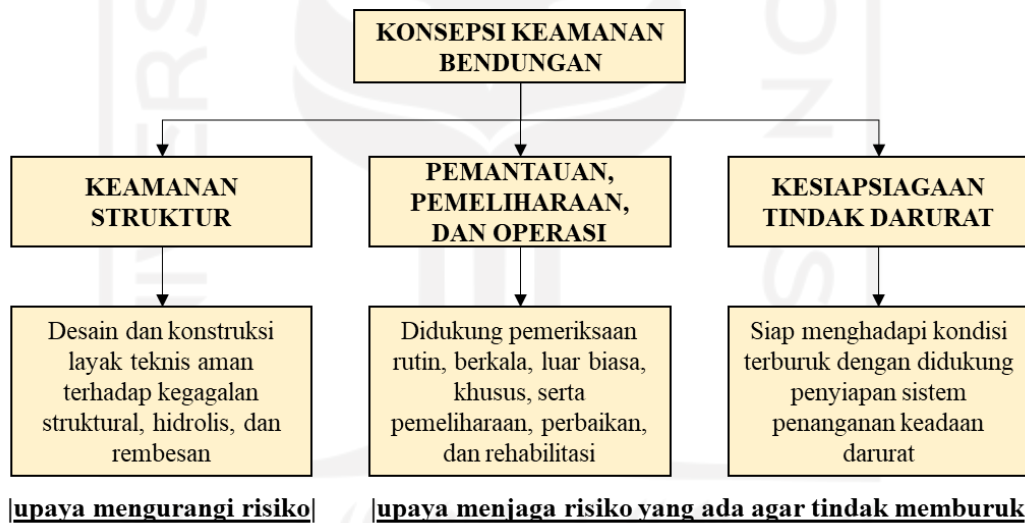 KONSEPSI KEAMANAN
BENDUNGAN
KEAMANAN
STRUKTUR
PEMANTAUAN,
PEMELIHARAAN,
DAN OPERASI
KESIAPSIAGAAN
TINDAK DARURAT
Desain dan konstruksi
layak teknis aman
terhadap kegagalan
struktural, hidrolis, dan
rembesan
Didukung pemeriksaan
rutin, berkala, luar biasa,
khusus, serta
pemeliharaan, perbaikan,
dan rehabilitasi
Siap menghadapi kondisi
terburuk dengan didukung
penyiapan sistem
penanganan keadaan
darurat
|upaya mengurangi risiko|
|upaya menjaga risiko yang ada agar tindak memburuk